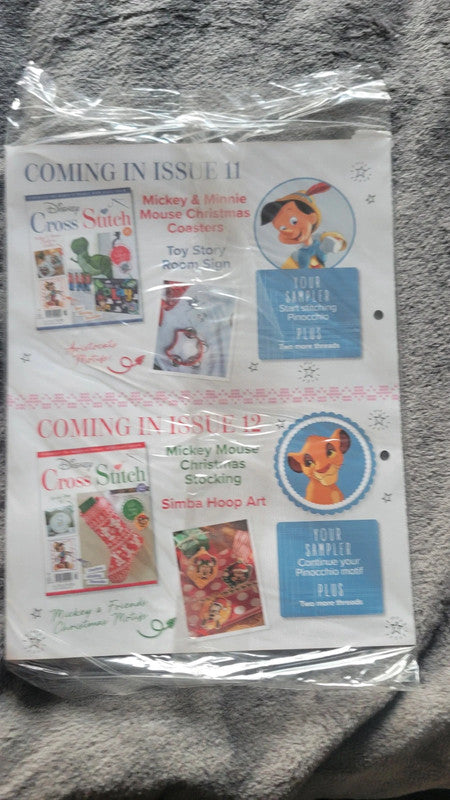 COMING IN ISSUE 11
Disney
Cross Stitch
Mickey & Minnie
Mouse Christmas
Coasters
Toy Story
Room Sign
Aristocats
Motifs
YOUR
SAMPLER
Start stitching
Pinocchio
PLUS
Two more threads
COMING IN ISSUE 12
Disney
Cross Stitch
Mickey Mouse
Christmas
Stocking
Simba Hoop Art
Mickey & Friends
Christmas Motifs
YOUR
SAMPLER
Continue your
Pinocchio motif
PLUS
Two more threads